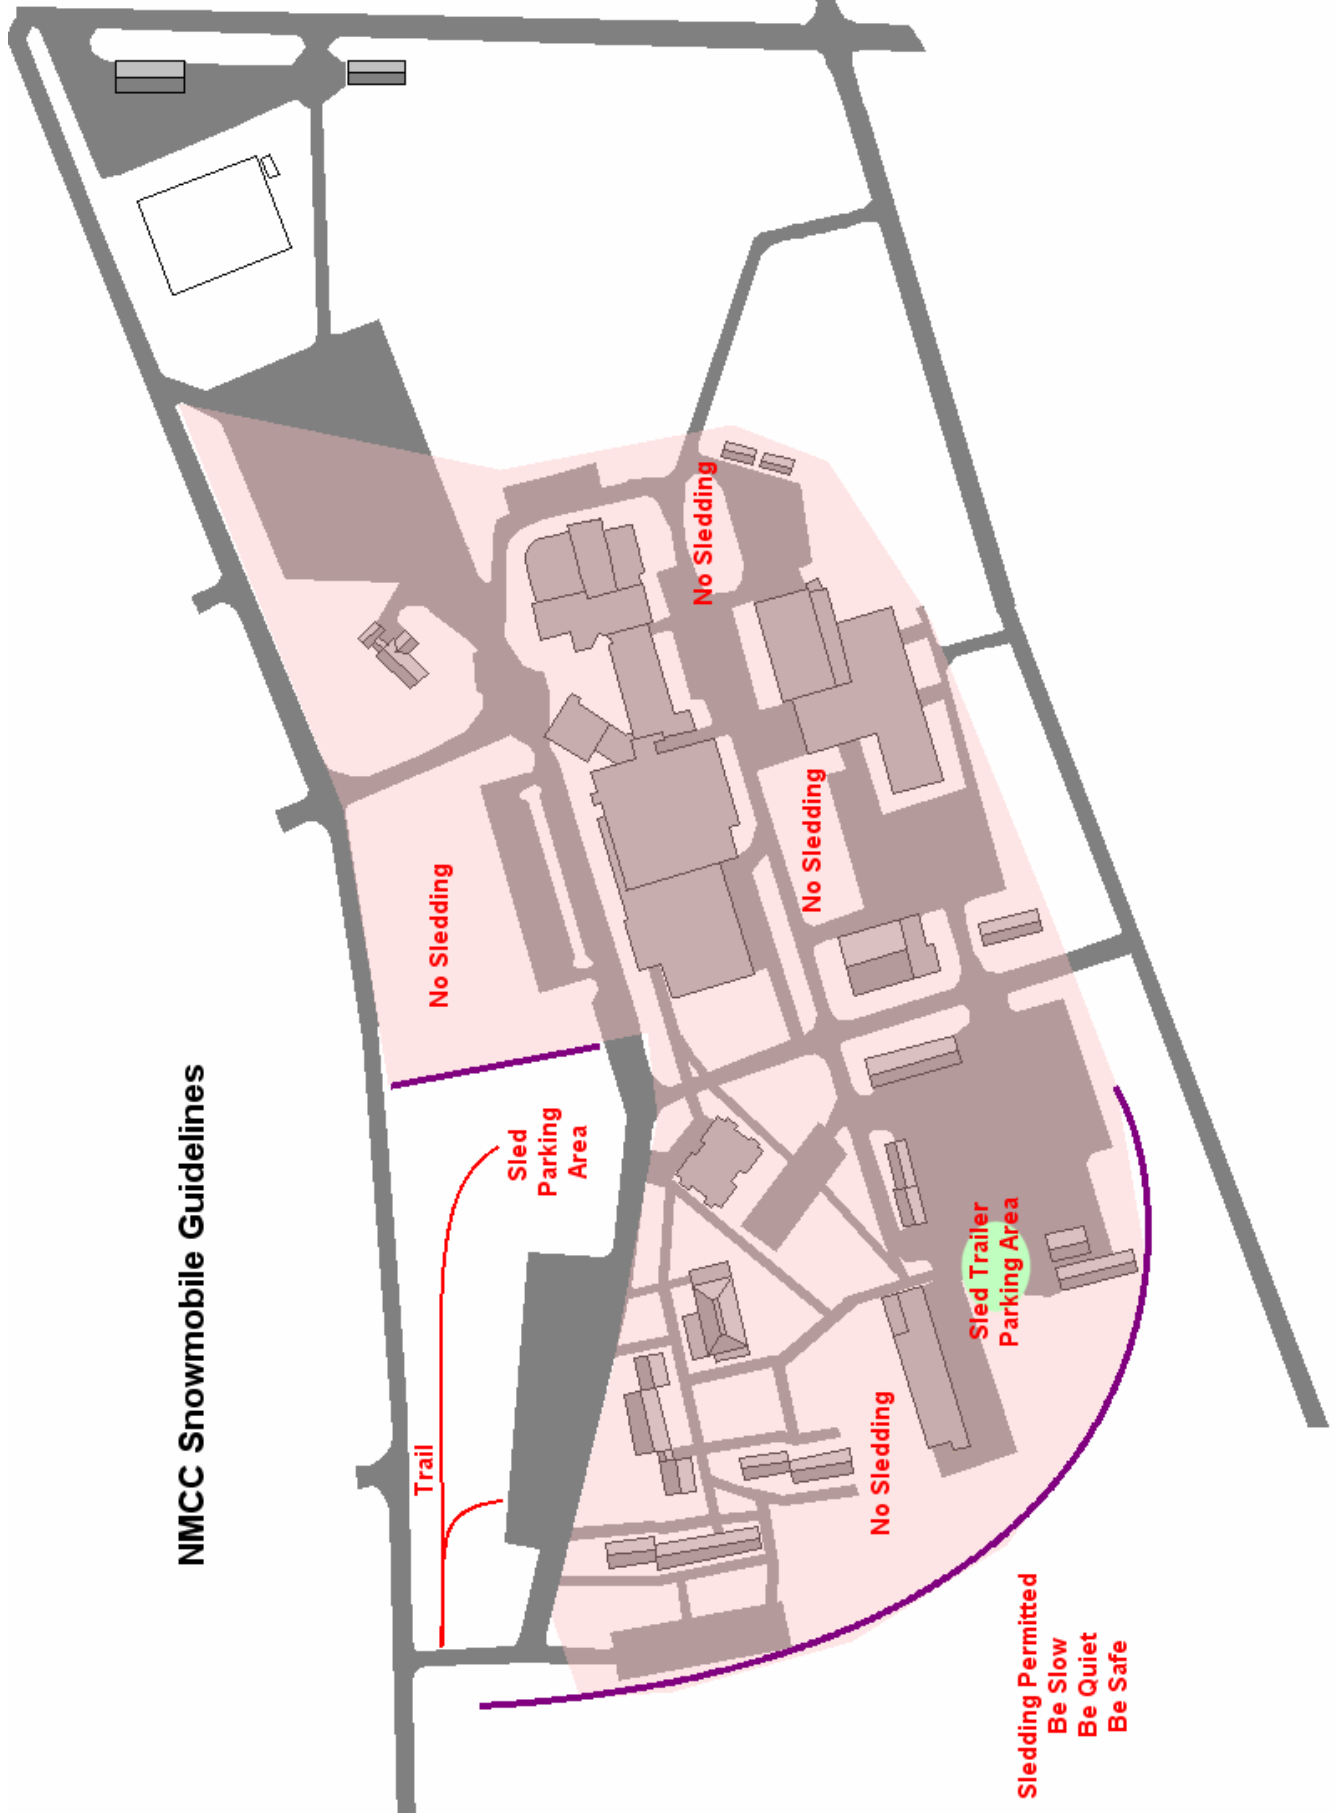 NMCC Snowmobile Guidelines
Trail
Sled
Parking
Area
No Sledding
No Sledding
No Sledding
No Sledding
Sled Trailer
Parking Area
Sledding Permitted
Be Slow
Be Quiet
Be Safe